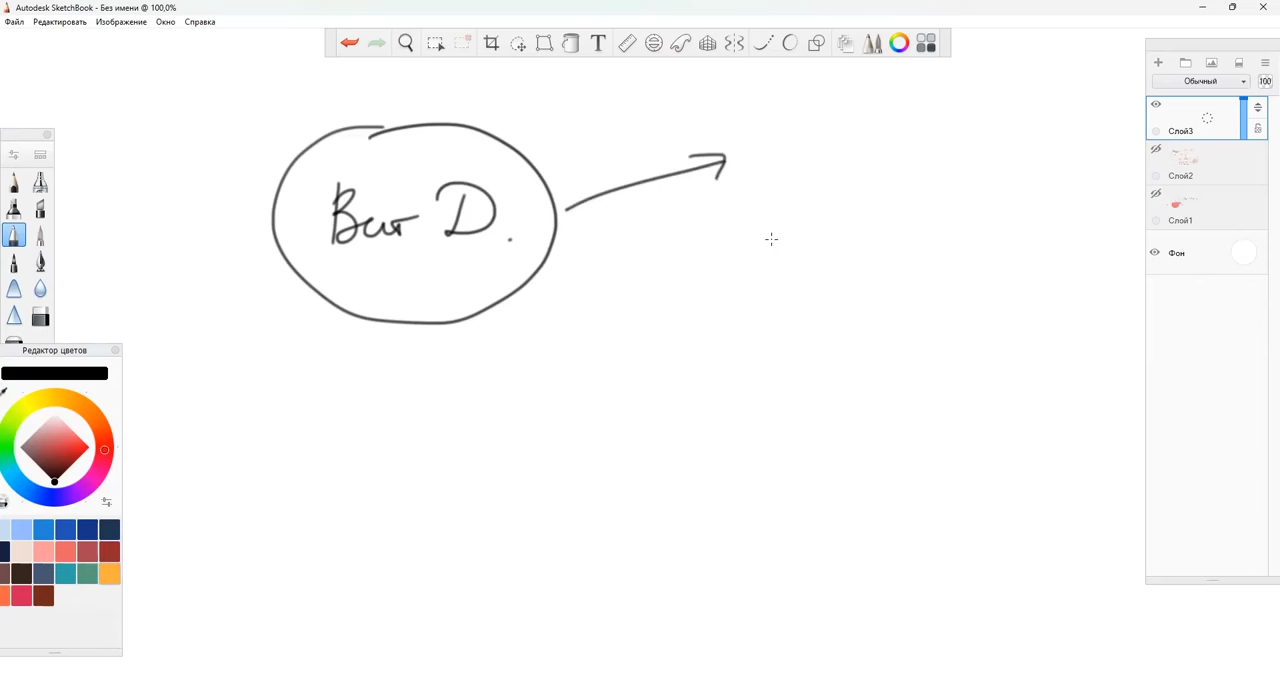 Autodesk SketchBook - Без имени @ 100,0%
Файл Редактировать Изображение Окно Справка
Обычный 100
Слой3
Слой2
Слой1
Фон
Вит D.
Редактор цветов